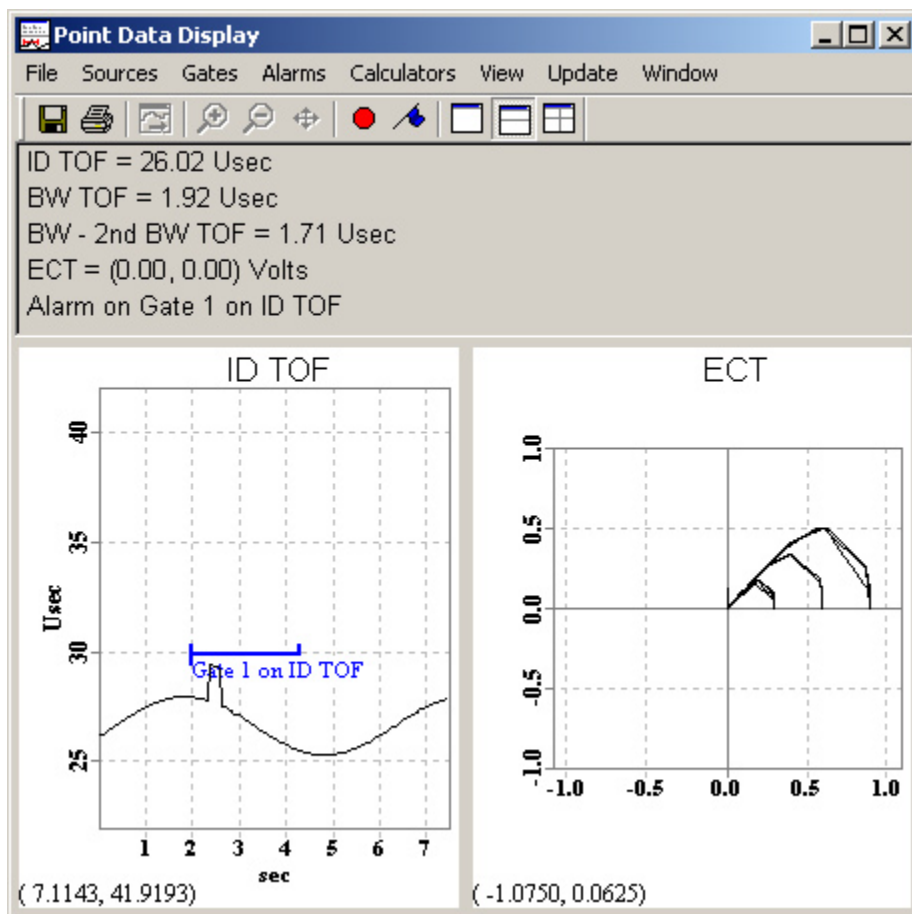 Point Data Display
File Sources Gates Alarms Calculators View Update Window
ID TOF = 26.02 Usec
BW TOF = 1.92 Usec
BW - 2nd BW TOF = 1.71 Usec
ECT = (0.00, 0.00) Volts
Alarm on Gate 1 on ID TOF
ID TOF
40
35
30
25
Usec
Gate 1 on ID TOF
1 2 3 4 5 6 7
sec
( 7.1143, 41.9193)
ECT
1.0
0.5
0.0
-0.5
-1.0
-1.0 -0.5 0.0 0.5 1.0
( -1.0750, 0.0625)